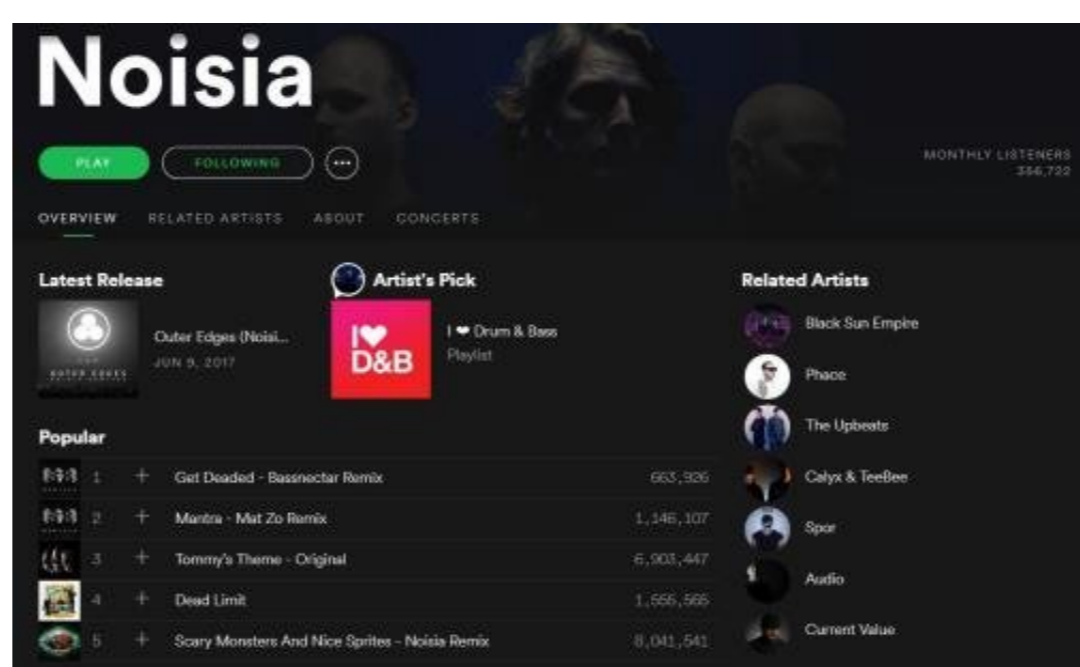 Noisia
PLAY
FOLLOWING
MONTHLY LISTENERS
OVERVIEW
RELATED ARTISTS
ABOUT
CONCERTS
Latest Release
OUTER EDGES
Outer Edges (Noisi...
JUN 9, 2017
Artist's Pick
I ❤
D&B
I ❤ Drum & Bass
Playlist
Popular
1 + Get Deaded - Bassnectar Remix 663,926
2 + Mantra - Mat Zo Remix 1,146,107
3 + Tommy's Theme - Original 6,903,447
4 + Dead Limit
5 + Scary Monsters And Nice Sprites - Noisia Remix 8,041,541
Related Artists
Black Sun Empire
Phace
The Upbeats
Calyx & TeeBee
Spor
Audio
Current Value